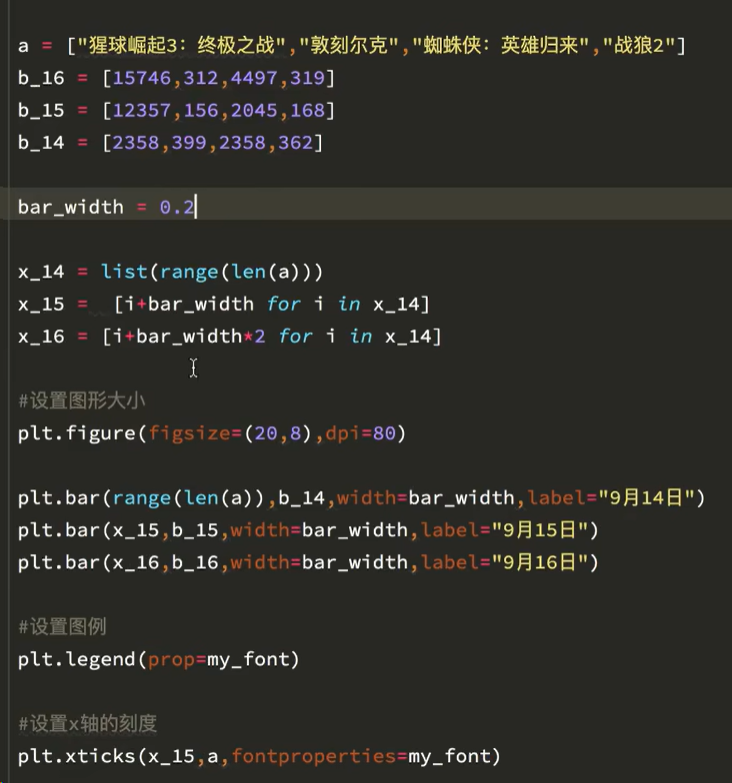 a = ["猩球崛起3：终极之战","敦刻尔克","蜘蛛侠：英雄归来","战狼2"]
b_16 = [15746,312,4497,319]
b_15 = [12357,156,2045,168]
b_14 = [2358,399,2358,362]
bar_width = 0.2
x_14 = list(range(len(a)))
x_15 =  [i+bar_width for i in x_14]
x_16 = [i+bar_width*2 for i in x_14]
#设置图形大小
plt.figure(figsize=(20,8),dpi=80)
plt.bar(range(len(a)),b_14,width=bar_width,label="9月14日")
plt.bar(x_15,b_15,width=bar_width,label="9月15日")
plt.bar(x_16,b_16,width=bar_width,label="9月16日")
#设置图例
plt.legend(prop=my_font)
#设置x轴的刻度
plt.xticks(x_15,a,fontproperties=my_font)